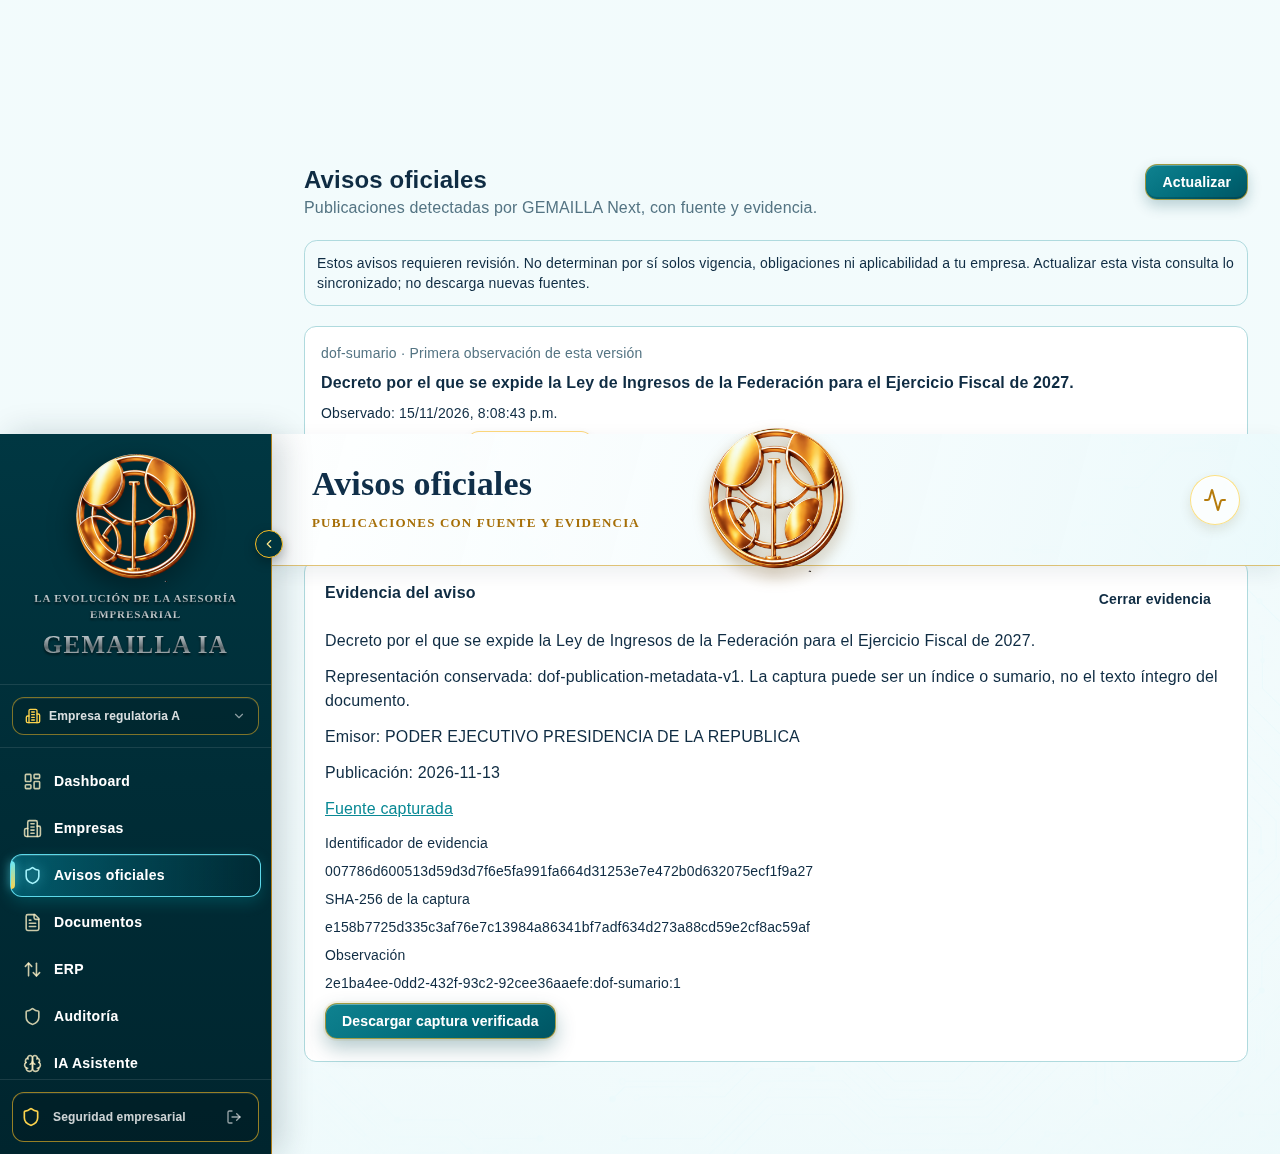 Avisos oficiales
Actualizar
Publicaciones detectadas por GEMAILLA Next, con fuente y evidencia.
Estos avisos requieren revisión. No determinan por sí solos vigencia, obligaciones ni aplicabilidad a tu empresa. Actualizar esta vista consulta lo
sincronizado; no descarga nuevas fuentes.
dof-sumario · Primera observación de esta versión
Decreto por el que se expide la Ley de Ingresos de la Federación para el Ejercicio Fiscal de 2027.
Observado: 15/11/2026, 8:08:43 p.m.
Avisos oficiales
PUBLICACIONES CON FUENTE Y EVIDENCIA
LA EVOLUCIÓN DE LA ASESORÍA
EMPRESARIAL
GEMAILLA IA
Empresa regulatoria A
Dashboard
Empresas
Avisos oficiales
Documentos
ERP
Auditoría
IA Asistente
Seguridad empresarial
Evidencia del aviso
Cerrar evidencia
Decreto por el que se expide la Ley de Ingresos de la Federación para el Ejercicio Fiscal de 2027.
Representación conservada: dof-publication-metadata-v1. La captura puede ser un índice o sumario, no el texto íntegro del
documento.
Emisor: PODER EJECUTIVO PRESIDENCIA DE LA REPUBLICA
Publicación: 2026-11-13
Fuente capturada
Identificador de evidencia
007786d600513d59d3d7f6e5fa991fa664d31253e7e472b0d632075ecf1f9a27
SHA-256 de la captura
e158b7725d335c3af76e7c13984a86341bf7adf634d273a88cd59e2cf8ac59af
Observación
2e1ba4ee-0dd2-432f-93c2-92cee36aaefe:dof-sumario:1
Descargar captura verificada